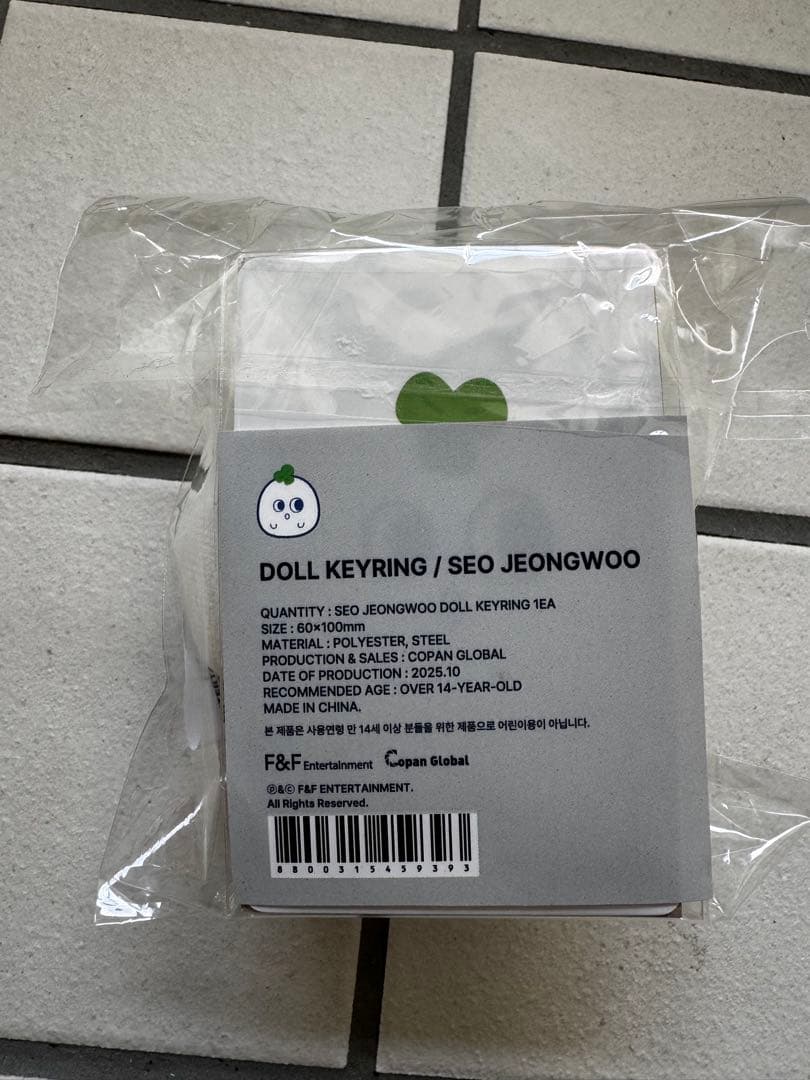 DOLL KEYRING / SEO JEONGWOO
QUANTITY : SEO JEONGWOO DOLL KEYRING 1EA
SIZE : 60×100mm
MATERIAL : POLYESTER, STEEL
PRODUCTION & SALES : COPAN GLOBAL
DATE OF PRODUCTION : 2025.10
RECOMMENDED AGE : OVER 14-YEAR-OLD
MADE IN CHINA.
본 제품은 사용연령 만 14세 이상 분들을 위한 제품으로 어린이용이 아닙니다.
F&F Entertainment Copan Global
Ⓟ&© F&F ENTERTAINMENT.
All Rights Reserved.
8800315459393